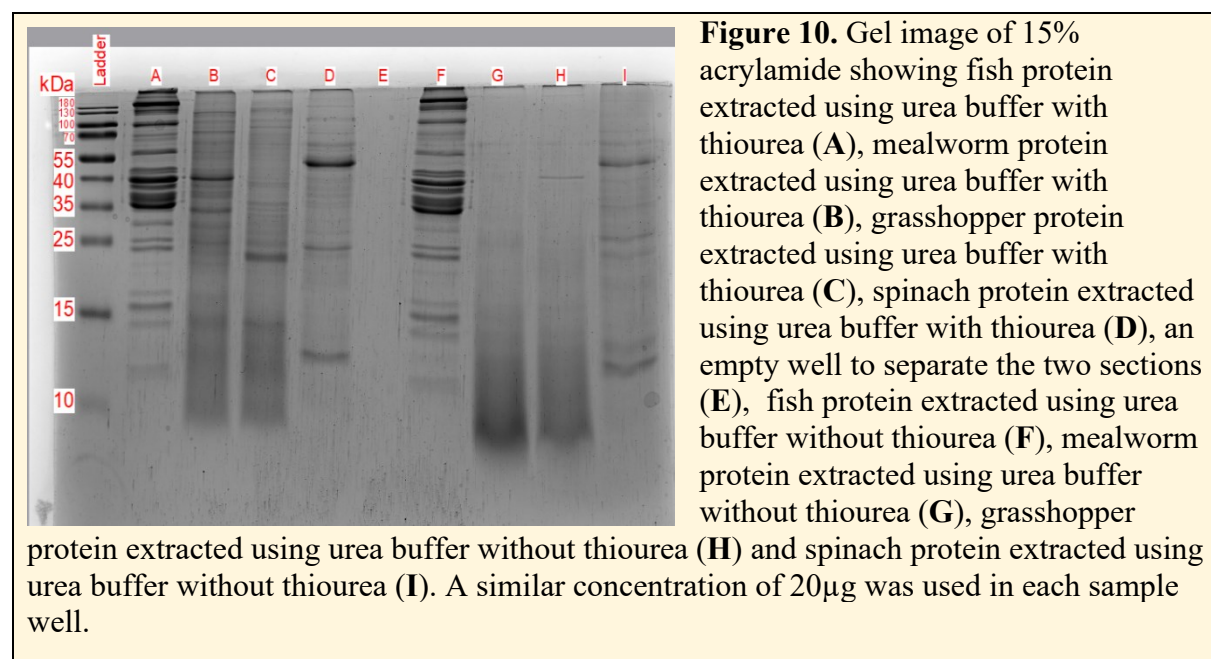 Ladder
kDa
A B C D E F G H I
180
130
100
70
55
40
35
25
15
10
Figure 10. Gel image of 15%
acrylamide showing fish protein
extracted using urea buffer with
thiourea (A), mealworm protein
extracted using urea buffer with
thiourea (B), grasshopper protein
extracted using urea buffer with
thiourea (C), spinach protein extracted
using urea buffer with thiourea (D), an
empty well to separate the two sections
(E), fish protein extracted using urea
buffer without thiourea (F), mealworm
protein extracted using urea buffer
without thiourea (G), grasshopper
protein extracted using urea buffer without thiourea (H) and spinach protein extracted using
urea buffer without thiourea (I). A similar concentration of 20µg was used in each sample
well.